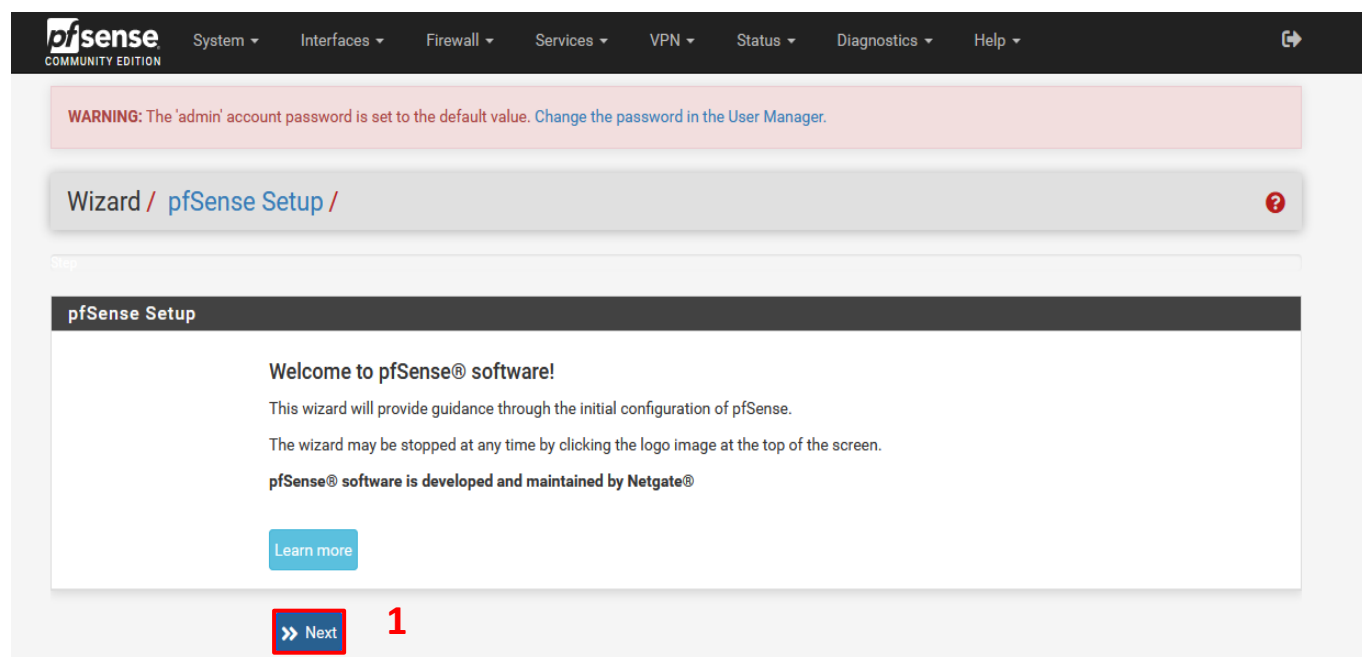 pfsense
COMMUNITY EDITION
System Interfaces Firewall Services VPN Status Diagnostics Help
WARNING: The 'admin' account password is set to the default value. Change the password in the User Manager.
Wizard / pfSense Setup /
?
Step
pfSense Setup
Welcome to pfSense® software!
This wizard will provide guidance through the initial configuration of pfSense.
The wizard may be stopped at any time by clicking the logo image at the top of the screen.
pfSense® software is developed and maintained by Netgate®
Learn more
Next 1